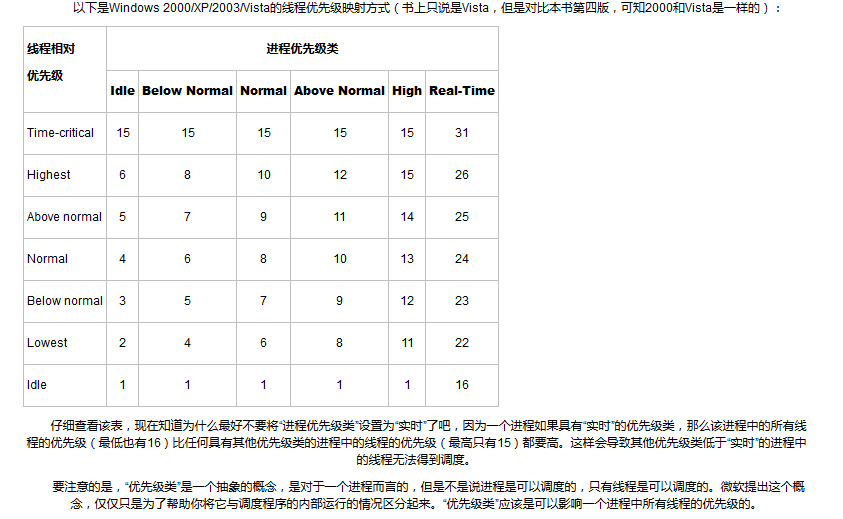 以下是Windows 2000/XP/2003/Vista的线程优先级映射方式（书上只说是Vista，但是对比本书第四版，可知2000和Vista是一样的）：
线程相对 进程优先级类
优先级
Idle Below Normal Normal Above Normal High Real-Time
Time-critical 15 15 15 15 15 31
Highest 6 8 10 12 15 26
Above normal 5 7 9 11 14 25
Normal 4 6 8 10 13 24
Below normal 3 5 7 9 12 23
Lowest 2 4 6 8 11 22
Idle 1 1 1 1 1 16
仔细查看该表，现在知道为什么最好不要将“进程优先级类”设置为“实时”了吧，因为一个进程如果具有“实时”的优先级类，那么该进程中的所有线
程的优先级（最低也有16）比任何具有其他优先级类的进程中的线程的优先级（最高只有15）都要高。这样会导致其他优先级类低于“实时”的进程中
的线程无法得到调度。
要注意的是，“优先级类”是一个抽象的概念，是对于一个进程而言的，但是不是说进程是可以调度的，只有线程是可以调度的。微软提出这个概
念，仅仅只是为了帮助你将它与调度程序的内部运行的情况区分起来。“优先级类”应该是可以影响一个进程中所有线程的优先级的。